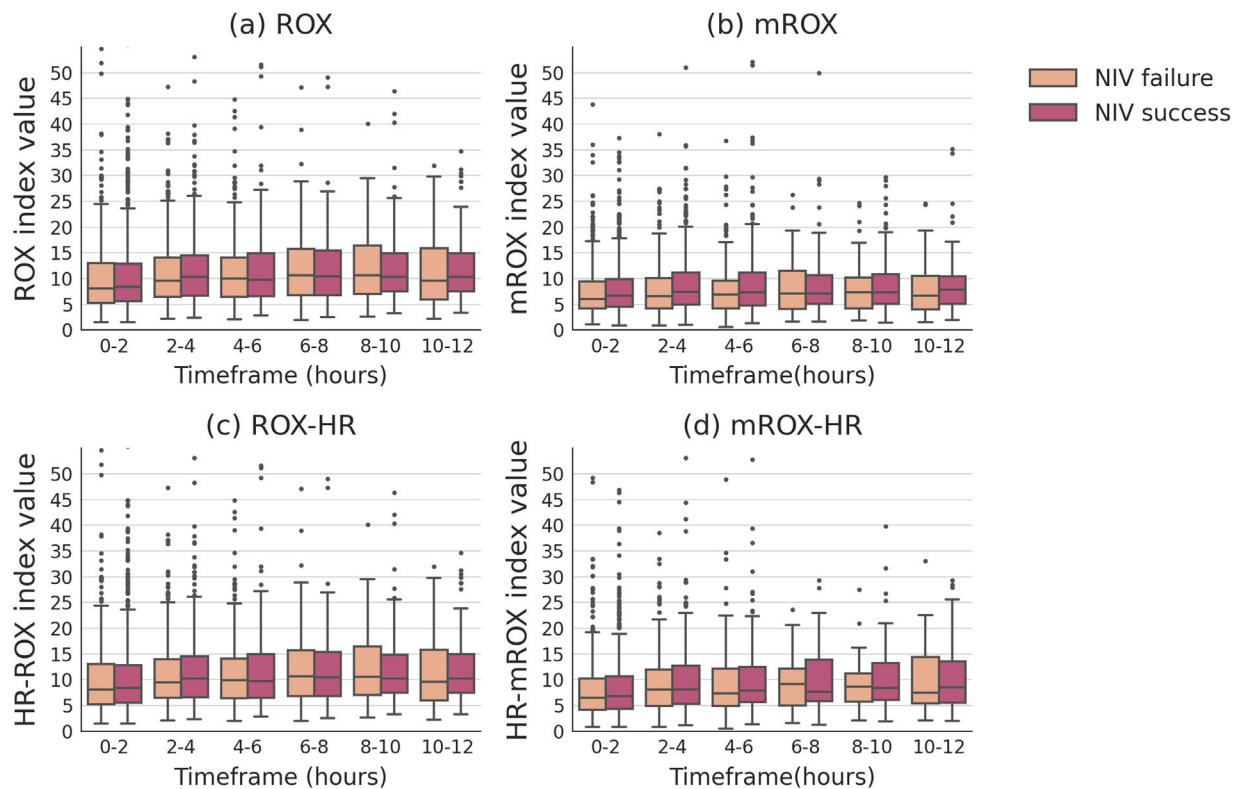 (a) ROX
(b) mROX
NIV failure
NIV success
ROX index value
50
45
40
35
30
25
20
15
10
5
0
0-2 2-4 4-6 6-8 8-10 10-12
Timeframe (hours)
mROX index value
50
45
40
35
30
25
20
15
10
5
0
0-2 2-4 4-6 6-8 8-10 10-12
Timeframe(hours)
(c) ROX-HR
(d) mROX-HR
HR-ROX index value
50
45
40
35
30
25
20
15
10
5
0
0-2 2-4 4-6 6-8 8-10 10-12
Timeframe (hours)
HR-mROX index value
50
45
40
35
30
25
20
15
10
5
0
0-2 2-4 4-6 6-8 8-10 10-12
Timeframe(hours)